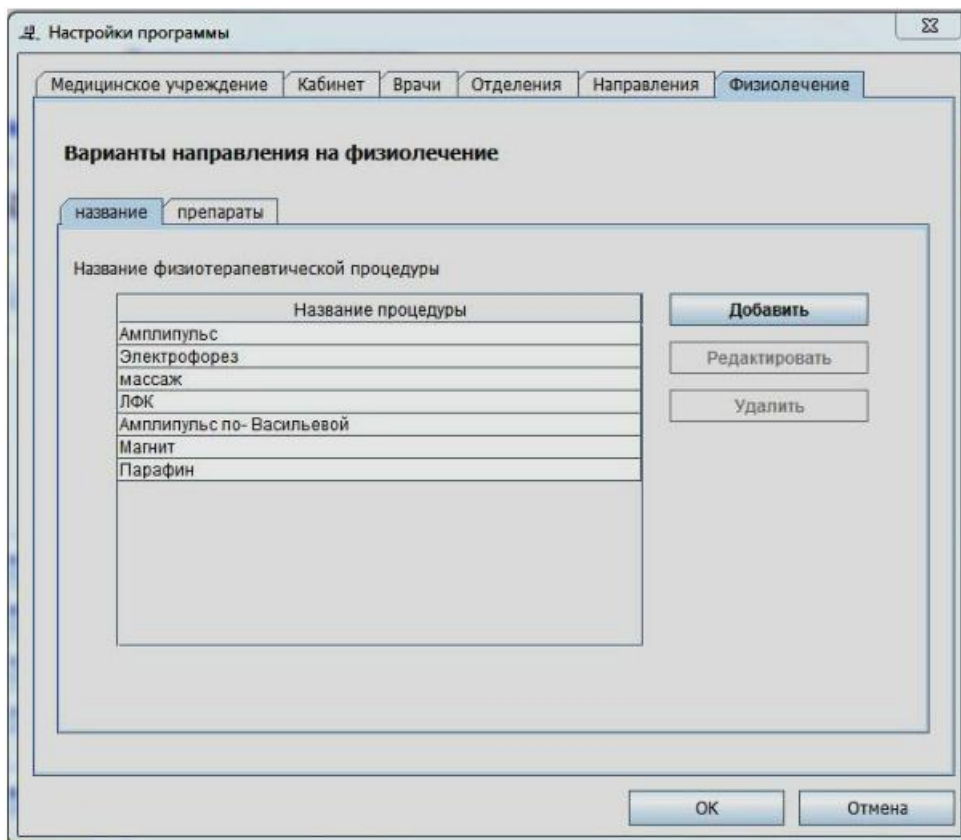 Настройки программы
Медицинское учреждение Кабинет Врачи Отделения Направления Физиолечение
Варианты направления на физиолечение
название препараты
Название физиотерапевтической процедуры
Название процедуры
Добавить
Амплипульс
Электрофорез
Редактировать
массаж
ЛФК
Удалить
Амплипульс по- Васильевой
Магнит
Парафин
OK Отмена